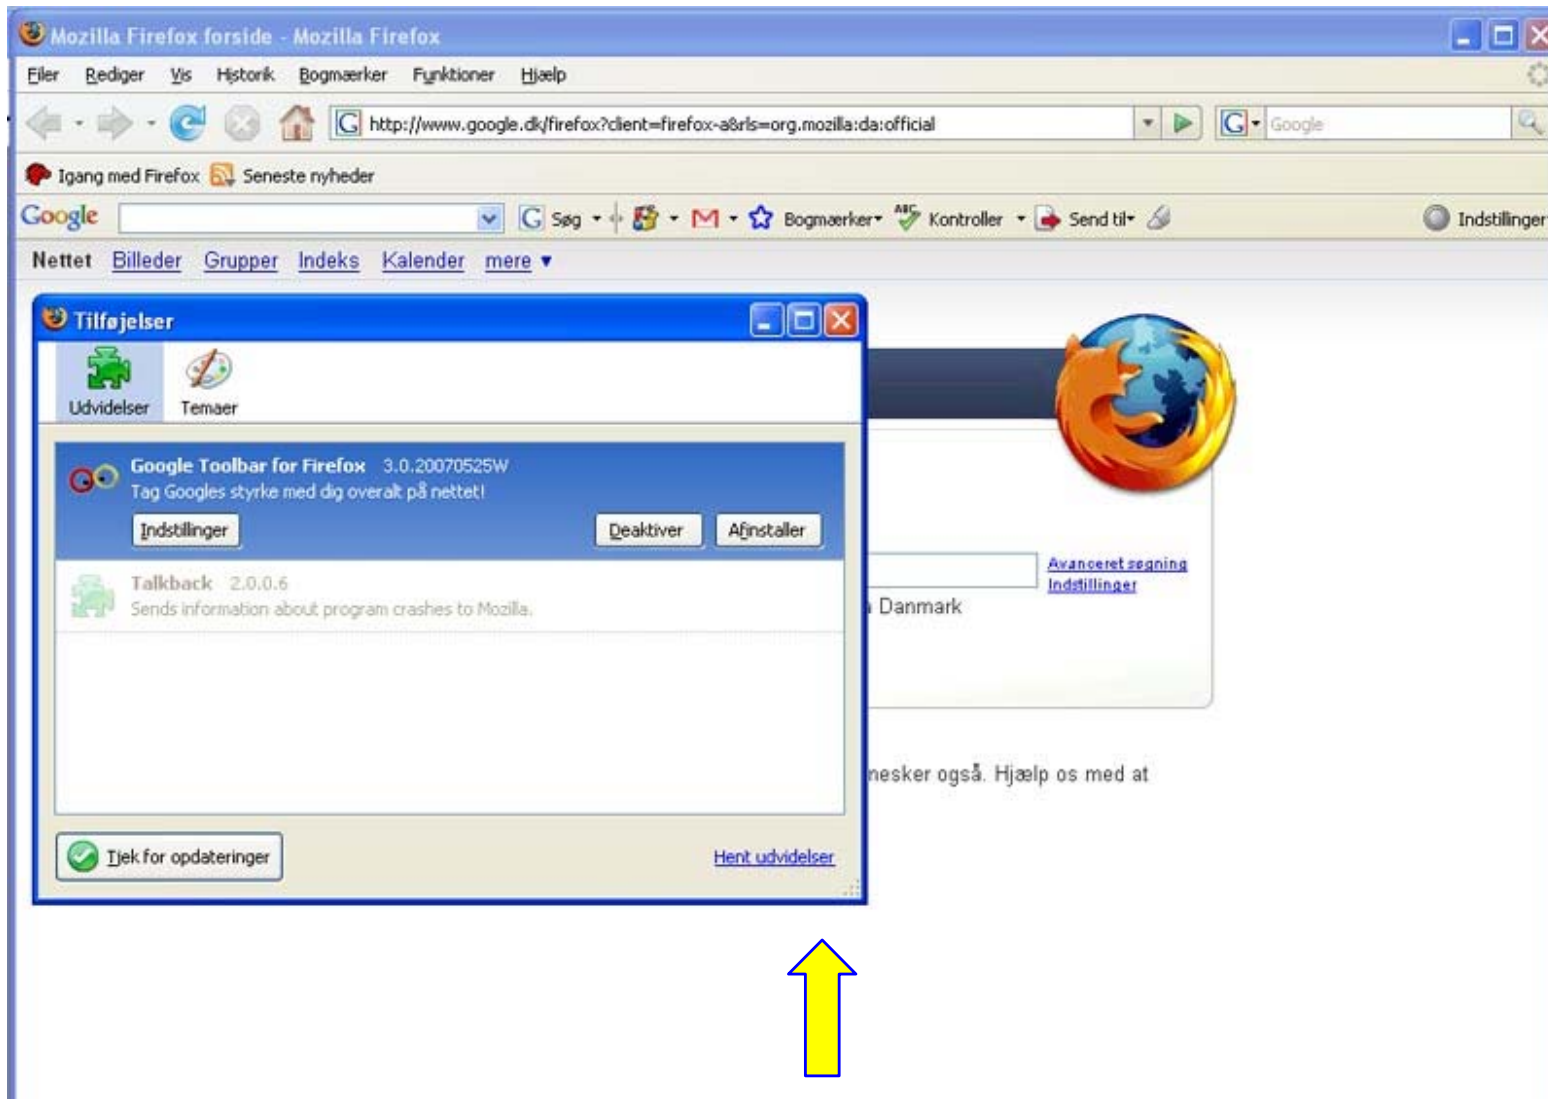 Mozilla Firefox forside - Mozilla Firefox
Filer Rediger Vis Historik Bogmærker Funktioner Hjælp
http://www.google.dk/firefox?client=firefox-a&rls=org.mozilla:da:official Google
Igang med Firefox Seneste nyheder
Google Søg Bogmærker ABC Kontroller Send til Indstillinger
Nettet Billeder Grupper Indeks Kalender mere
Tilføjelser
Udvidelser Temaer
Google Toolbar for Firefox 3.0.20070525W
Tag Googles styrke med dig overalt på nettet!
Indstillinger Deaktiver Afinstaller
Avanceret søgning
Talkback 2.0.0.6
Indstillinger
Sends information about program crashes to Mozilla.
Danmark
nesker også. Hjælp os med at
Tjek for opdateringer Hent udvidelser